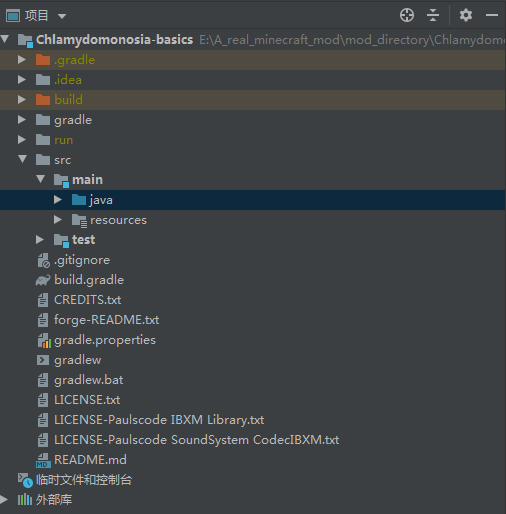 项目
Chlamydomonosia-basics E:\A_real_minecraft_mod\mod_directory\Chlamydomo
.gradle
.idea
build
gradle
run
src
main
java
resources
test
.gitignore
build.gradle
CREDITS.txt
forge-README.txt
gradle.properties
gradlew
gradlew.bat
LICENSE.txt
LICENSE-Paulscode IBXM Library.txt
LICENSE-Paulscode SoundSystem CodecIBXM.txt
README.md
临时文件和控制台
外部库